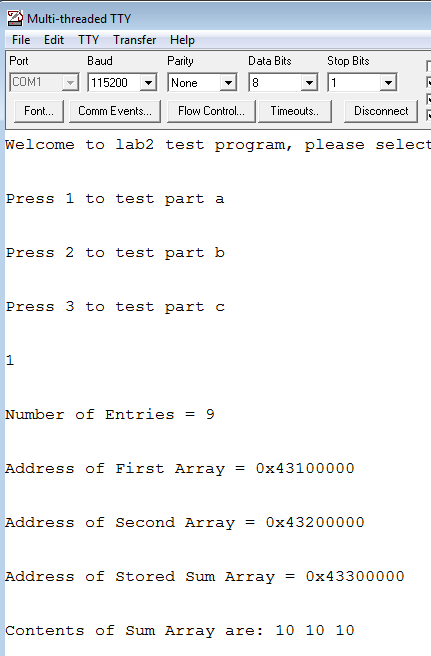 Multi-threaded TTY
File Edit TTY Transfer Help
Port Baud Parity Data Bits Stop Bits
COM1 115200 None 8 1
Font... Comm Events... Flow Control... Timeouts.. Disconnect
Welcome to lab2 test program, please select
Press 1 to test part a
Press 2 to test part b
Press 3 to test part c
1
Number of Entries = 9
Address of First Array = 0x43100000
Address of Second Array = 0x43200000
Address of Stored Sum Array = 0x43300000
Contents of Sum Array are: 10 10 10